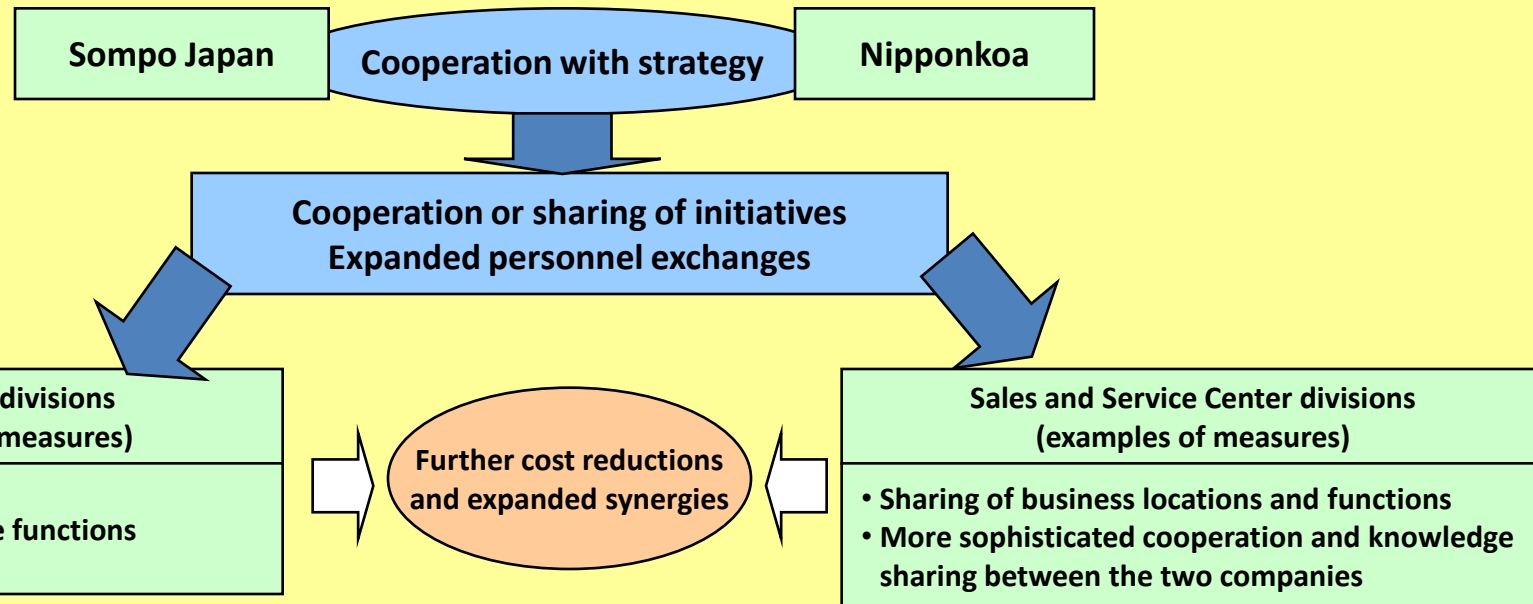 Sompo Japan
Cooperation with strategy
Nipponkoa
Cooperation or sharing of initiatives
Expanded personnel exchanges
divisions
measures)
functions
Further cost reductions
and expanded synergies
Sales and Service Center divisions
(examples of measures)
• Sharing of business locations and functions
• More sophisticated cooperation and knowledge
sharing between the two companies